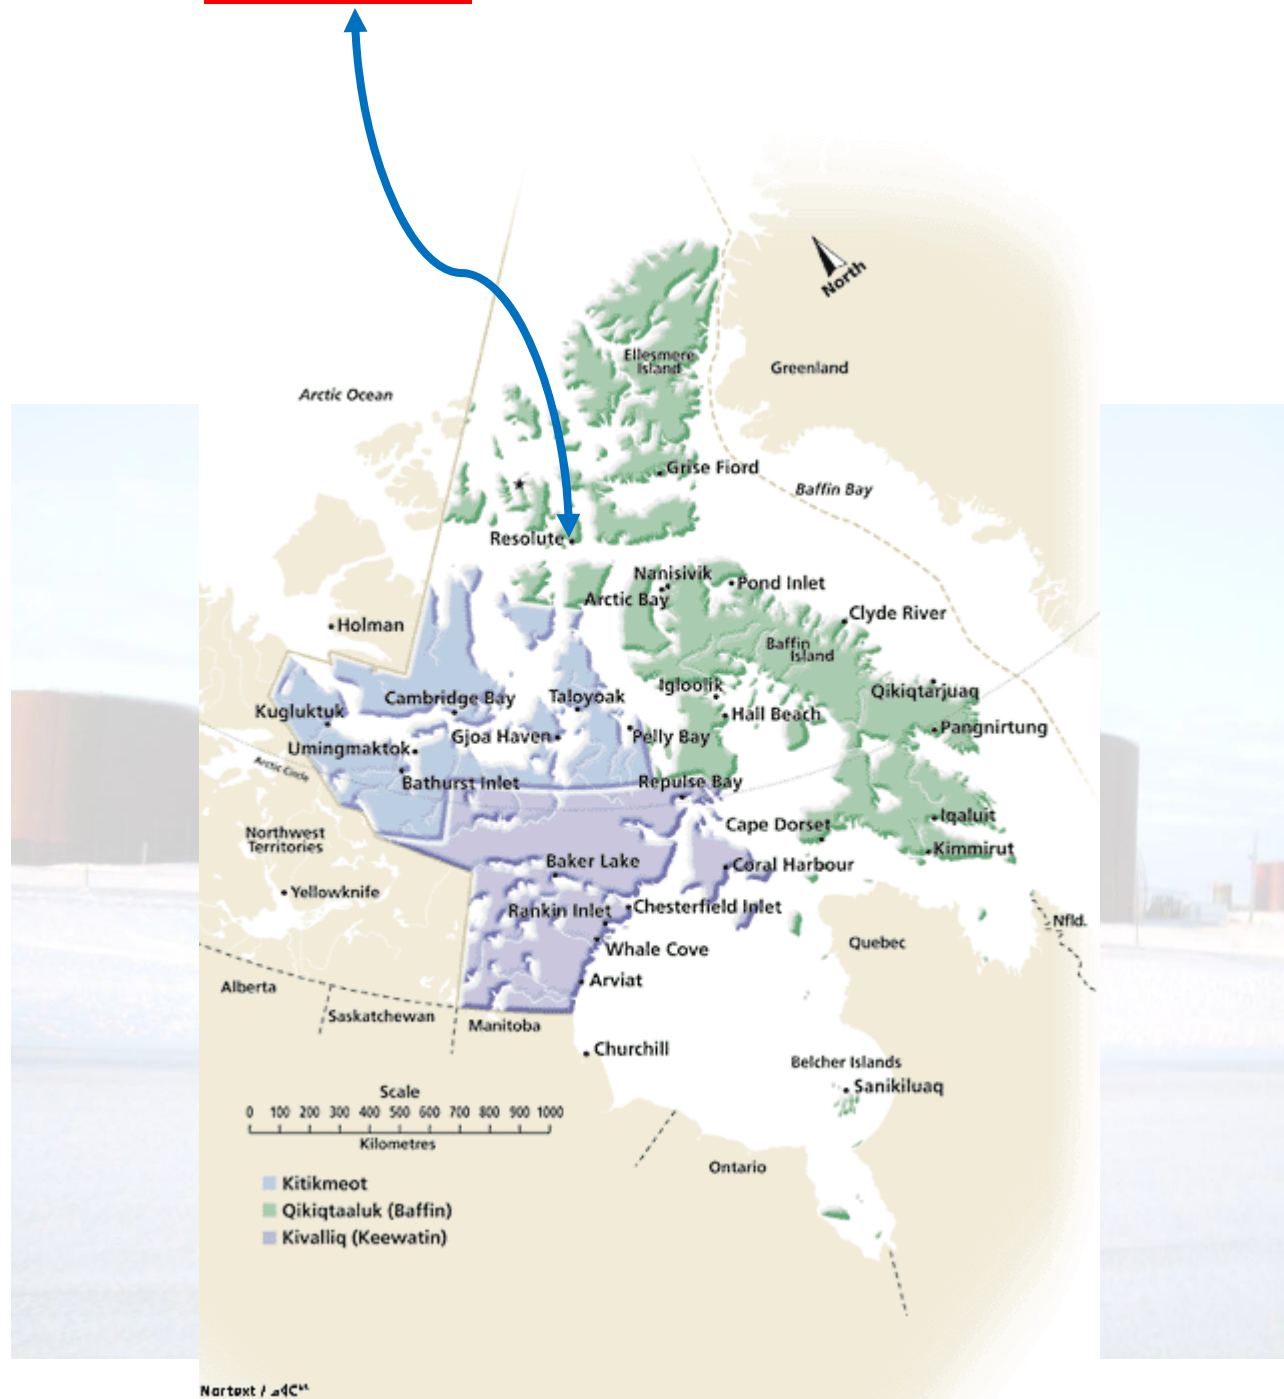 North
Ellesmere
Island
Greenland
Arctic Ocean
Grise Fiord
Baffin Bay
Resolute
Nanisivik
Pond Inlet
Arctic Bay
Clyde River
Holman
Baffin
Island
Igloolik
Qikiqtarjuaq
Cambridge Bay
Taloyoak
Kugluktuk
Hall Beach
Pangnirtung
Gjoa Haven
Pelly Bay
Umingmaktok
Arctic Circle
Bathurst Inlet
Repulse Bay
Iqaluit
Cape Dorset
Northwest
Territories
Kimmirut
Baker Lake
Coral Harbour
Yellowknife
Rankin Inlet
Chesterfield Inlet
Nfld.
Whale Cove
Quebec
Arviat
Alberta
Saskatchewan
Manitoba
Churchill
Belcher Islands
Sanikiluaq
Scale
0 100 200 300 400 500 600 700 800 900 1000
Kilometres
Ontario
Kitikmeot
Qikiqtaaluk (Baffin)
Kivalliq (Keewatin)
Nortext /